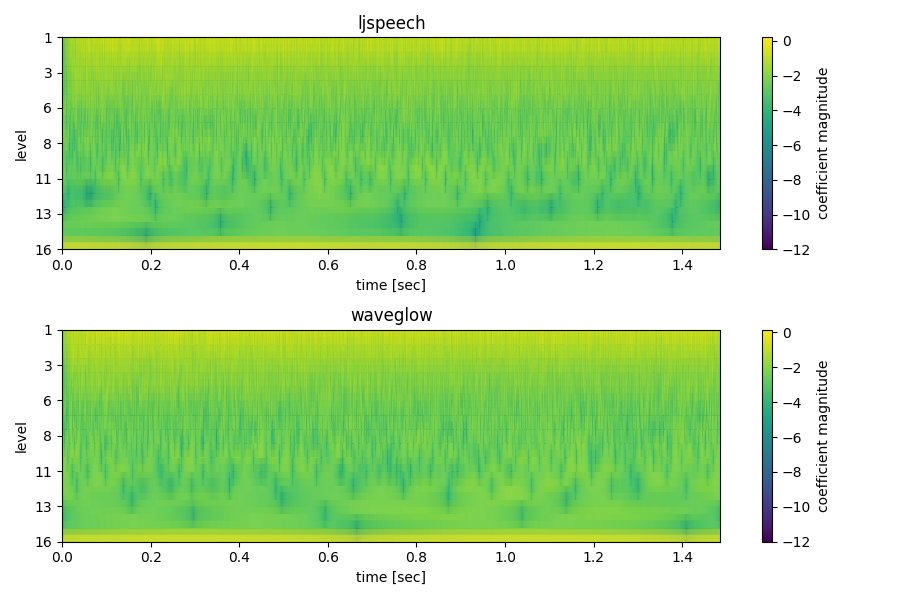 ljspeech
1
3
6
8
11
13
16
level
0.0 0.2 0.4 0.6 0.8 1.0 1.2 1.4
time [sec]
0
−2
−4
−6
−8
−10
−12
coefficient magnitude
waveglow
1
3
6
8
11
13
16
level
0.0 0.2 0.4 0.6 0.8 1.0 1.2 1.4
time [sec]
0
−2
−4
−6
−8
−10
−12
coefficient magnitude